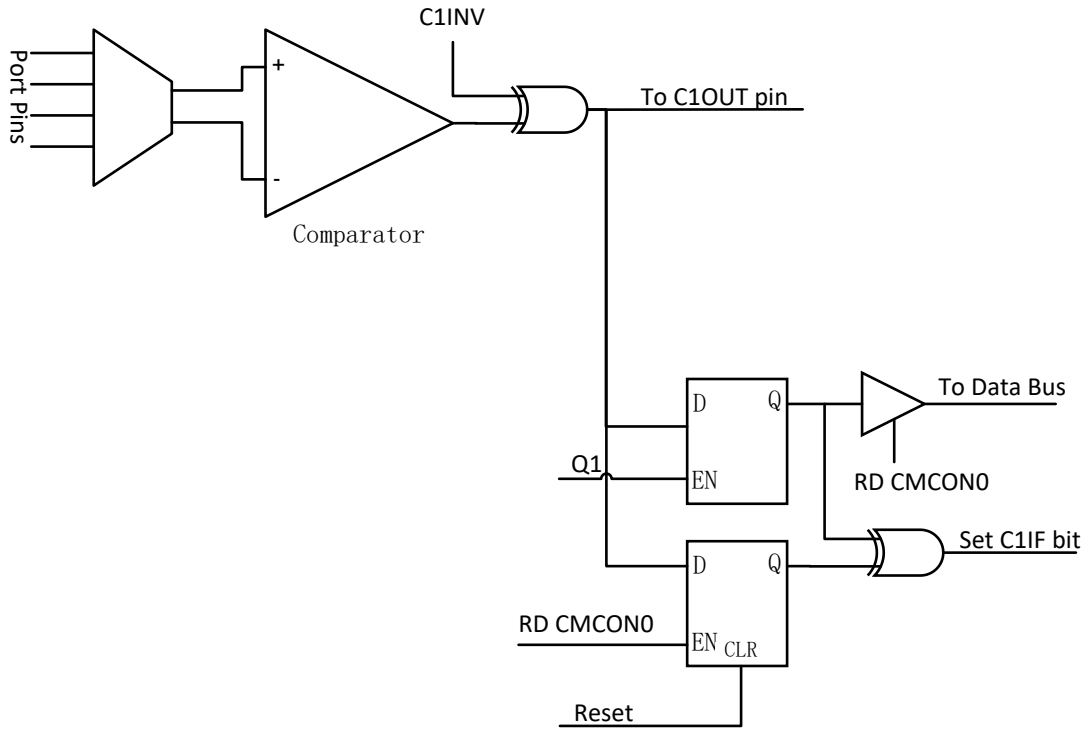 C1INV
Port Pins
+
-
To C1OUT pin
Comparator
D Q
To Data Bus
Q1
EN
RD CMCON0
Set C1IF bit
D Q
RD CMCON0
EN CLR
Reset